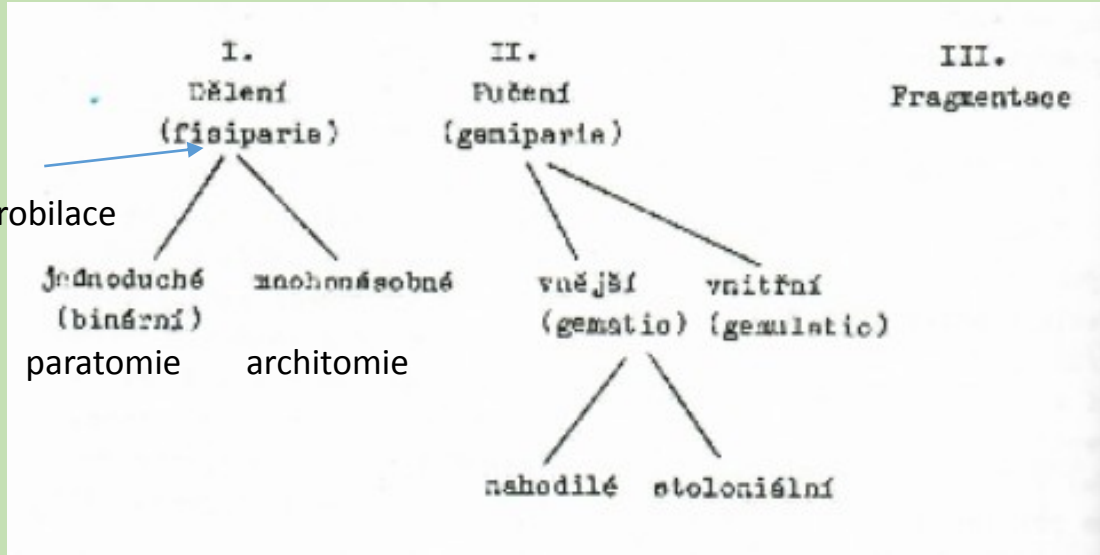 I. II. III.
Dělení Pučení Fragmentace
(fisiparie) (gemiparie)
robilace
jednoduché mnohonásobné vnější vnitřní
(binární) (gematio) (gemulatio)
paratomie architomie
nahodilé stoloniální